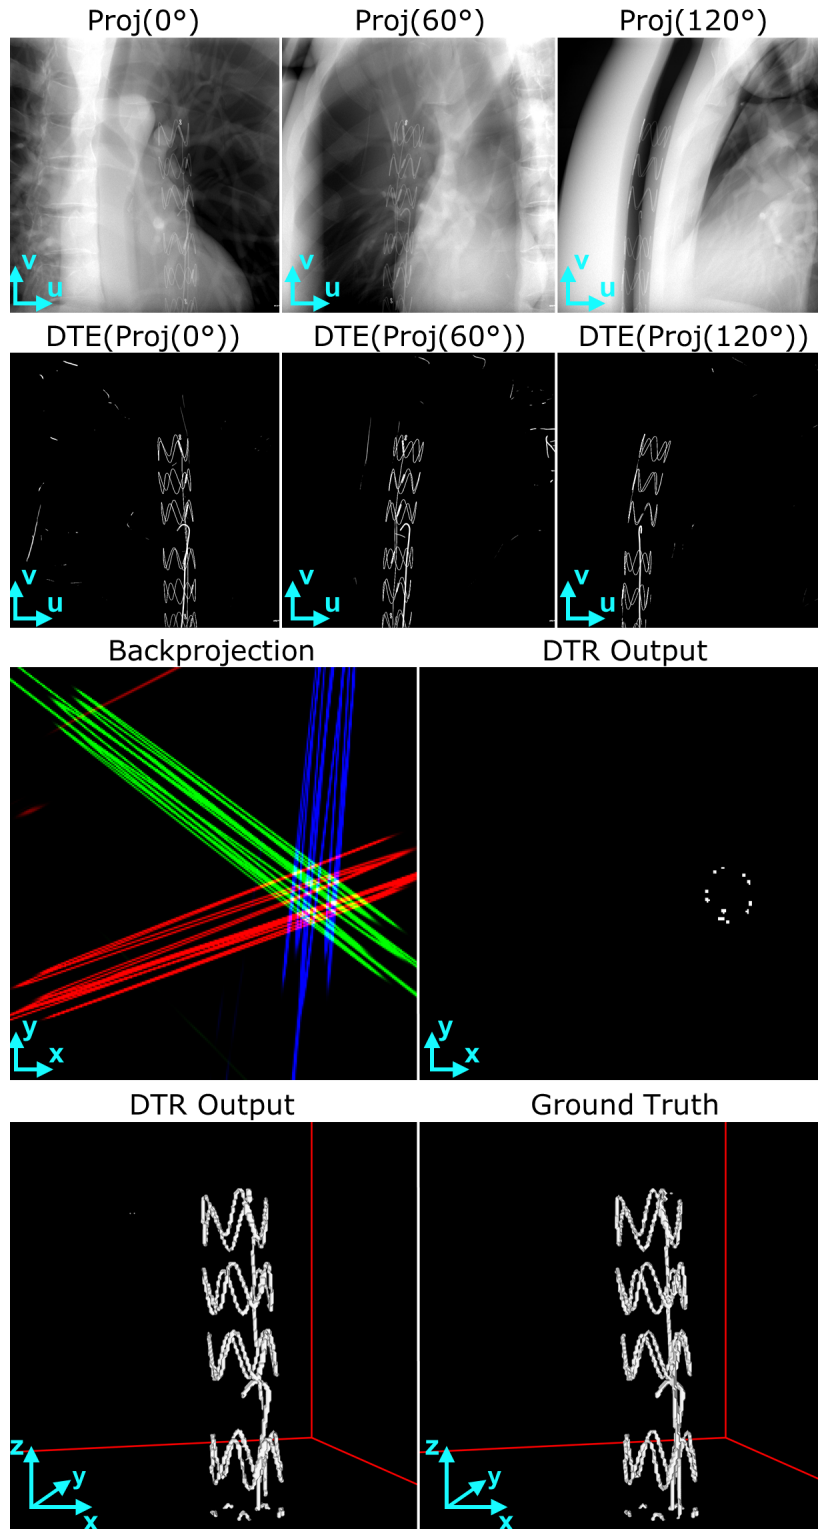 Proj(0°) Proj(60°) Proj(120°)
v v v
u u u
DTE(Proj(0°)) DTE(Proj(60°)) DTE(Proj(120°))
v v v
u u u
Backprojection DTR Output
y y
x x
DTR Output Ground Truth
z z
y y
x x